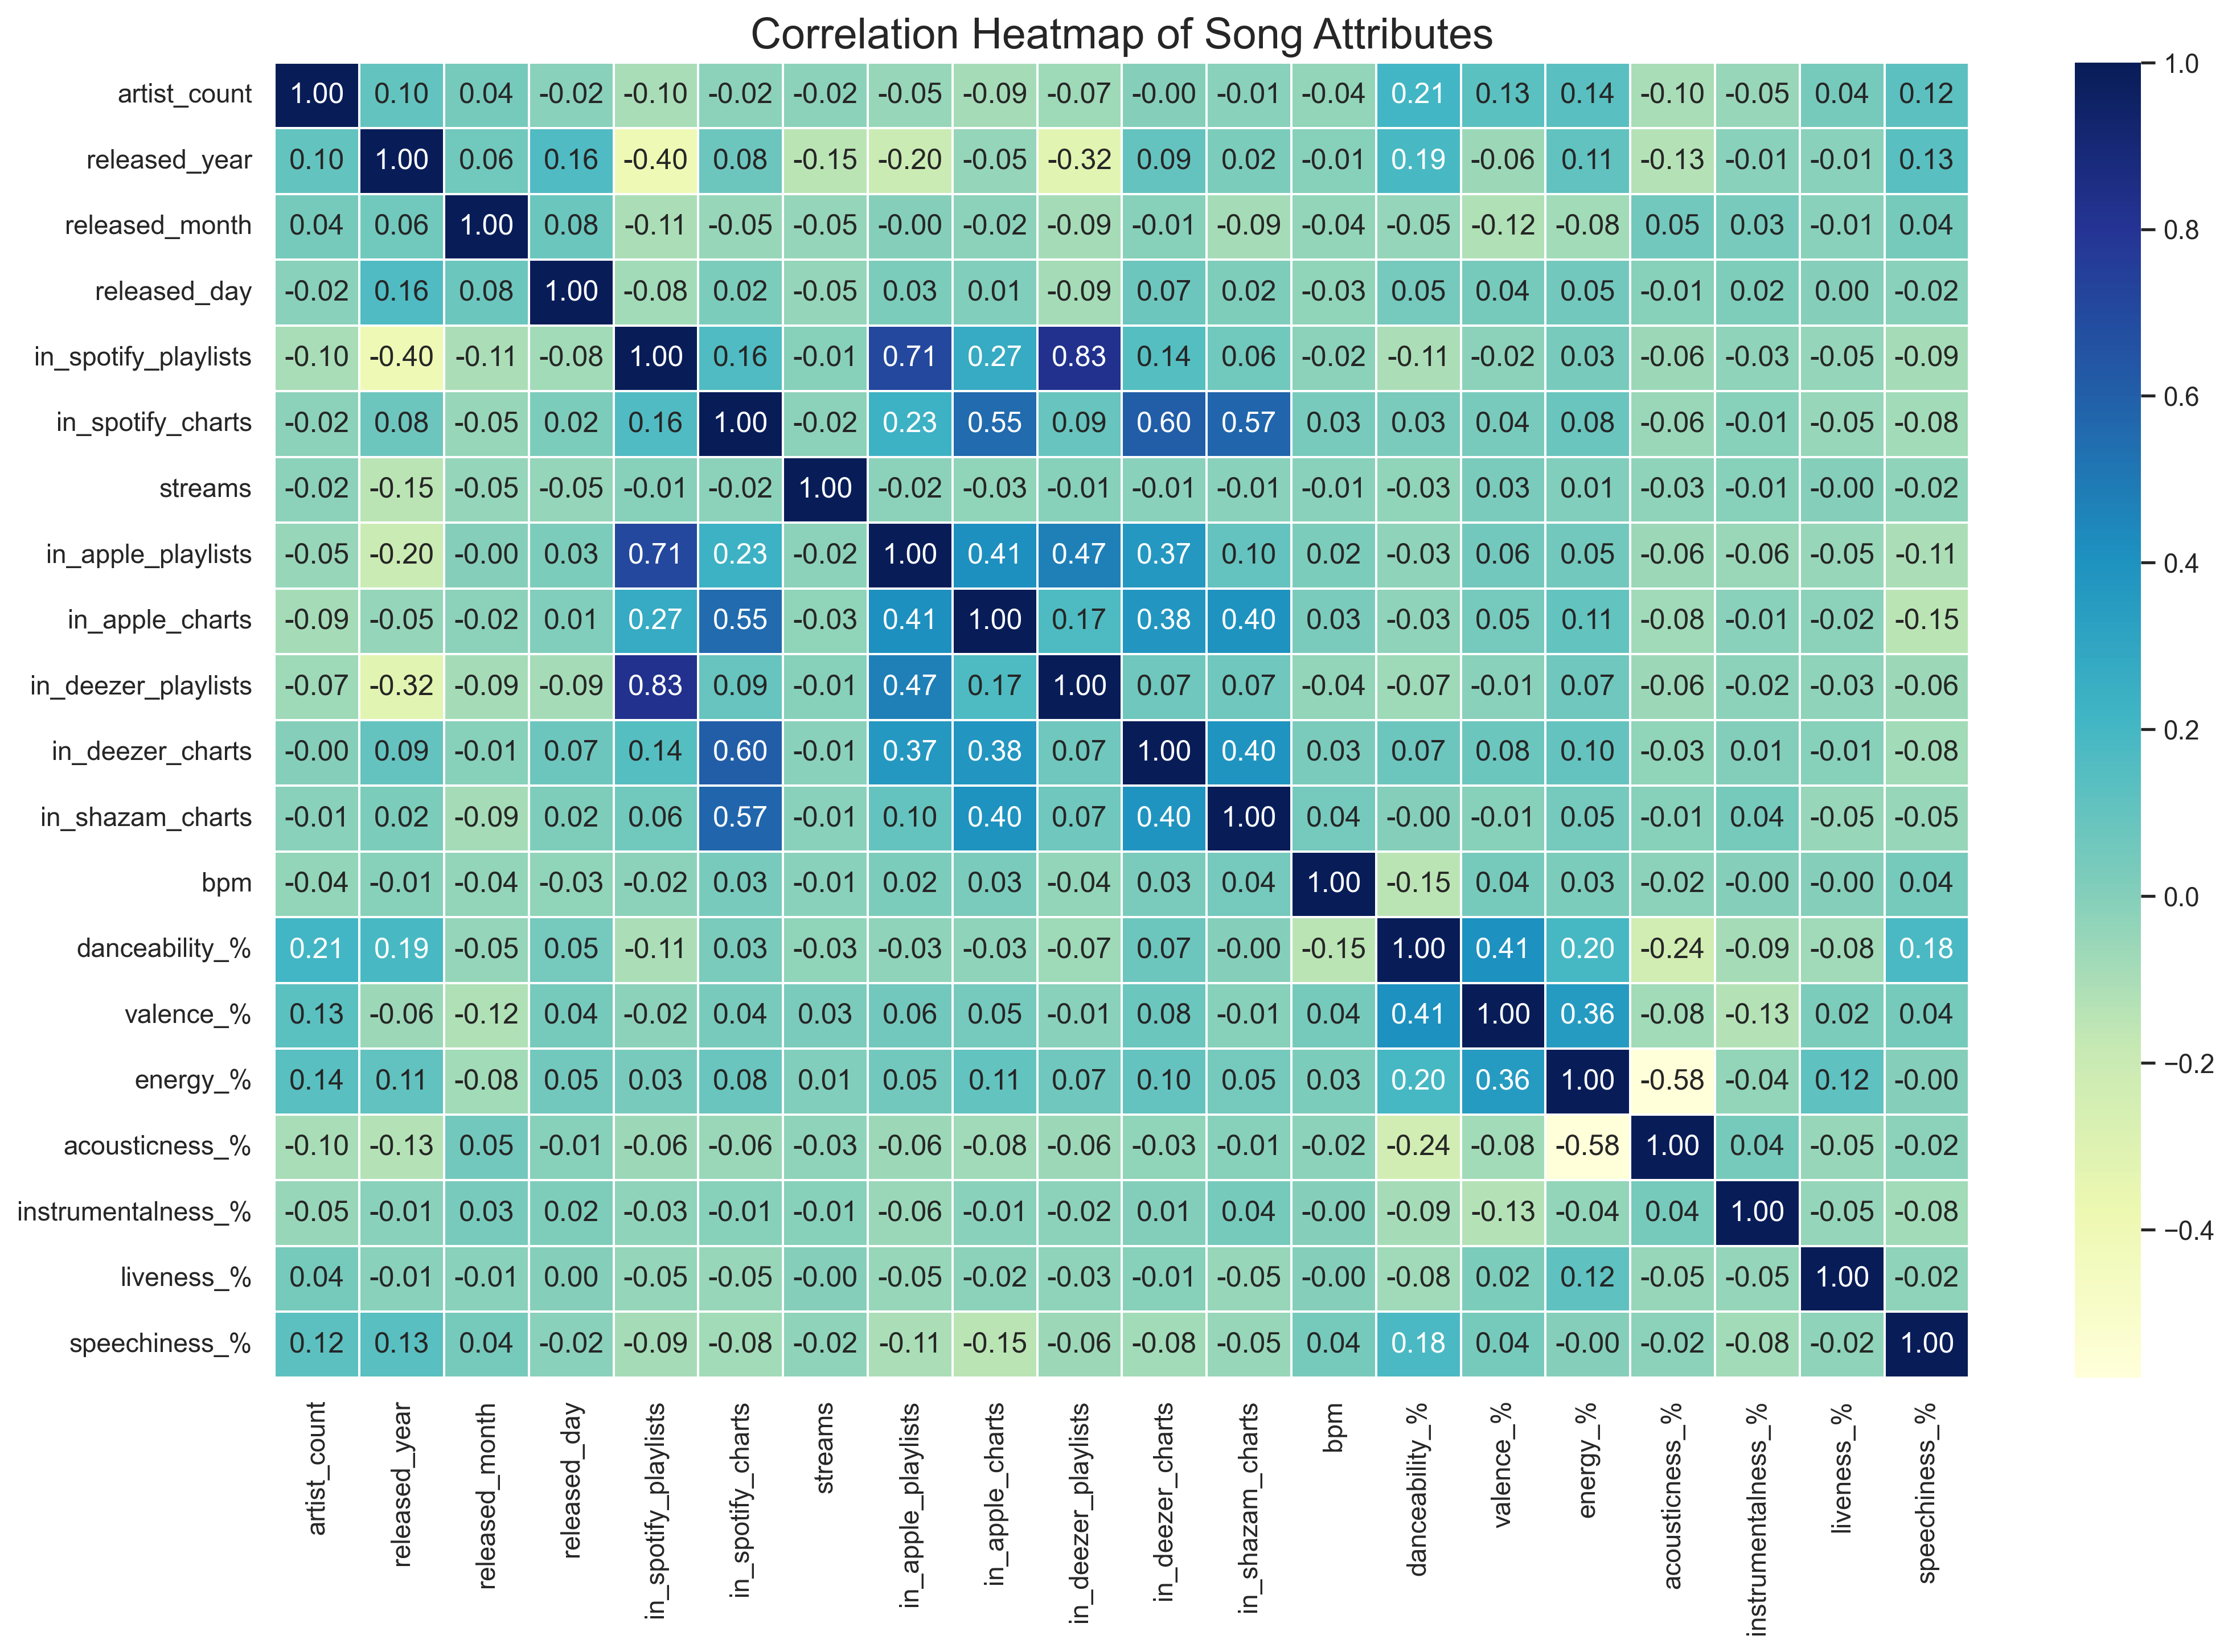 Correlation Heatmap of Song Attributes
artist_count 1.00 0.10 0.04 -0.02 -0.10 -0.02 -0.02 -0.05 -0.09 -0.07 -0.00 -0.01 -0.04 0.21 0.13 0.14 -0.10 -0.05 0.04 0.12
released_year 0.10 1.00 0.06 0.16 -0.40 0.08 -0.15 -0.20 -0.05 -0.32 0.09 0.02 -0.01 0.19 -0.06 0.11 -0.13 -0.01 -0.01 0.13
released_month 0.04 0.06 1.00 0.08 -0.11 -0.05 -0.05 -0.00 -0.02 -0.09 -0.01 -0.09 -0.04 -0.05 -0.12 -0.08 0.05 0.03 -0.01 0.04
released_day -0.02 0.16 0.08 1.00 -0.08 0.02 -0.05 0.03 0.01 -0.09 0.07 0.02 -0.03 0.05 0.04 0.05 -0.01 0.02 0.00 -0.02
in_spotify_playlists -0.10 -0.40 -0.11 -0.08 1.00 0.16 -0.01 0.71 0.27 0.83 0.14 0.06 -0.02 -0.11 -0.02 0.03 -0.06 -0.03 -0.05 -0.09
in_spotify_charts -0.02 0.08 -0.05 0.02 0.16 1.00 -0.02 0.23 0.55 0.09 0.60 0.57 0.03 0.03 0.04 0.08 -0.06 -0.01 -0.05 -0.08
streams -0.02 -0.15 -0.05 -0.05 -0.01 -0.02 1.00 -0.02 -0.03 -0.01 -0.01 -0.01 -0.01 -0.03 0.03 0.01 -0.03 -0.01 -0.00 -0.02
in_apple_playlists -0.05 -0.20 -0.00 0.03 0.71 0.23 -0.02 1.00 0.41 0.47 0.37 0.10 0.02 -0.03 0.06 0.05 -0.06 -0.06 -0.05 -0.11
in_apple_charts -0.09 -0.05 -0.02 0.01 0.27 0.55 -0.03 0.41 1.00 0.17 0.38 0.40 0.03 -0.03 0.05 0.11 -0.08 -0.01 -0.02 -0.15
in_deezer_playlists -0.07 -0.32 -0.09 -0.09 0.83 0.09 -0.01 0.47 0.17 1.00 0.07 0.07 -0.04 -0.07 -0.01 0.07 -0.06 -0.02 -0.03 -0.06
in_deezer_charts -0.00 0.09 -0.01 0.07 0.14 0.60 -0.01 0.37 0.38 0.07 1.00 0.40 0.03 0.07 0.08 0.10 -0.03 0.01 -0.01 -0.08
in_shazam_charts -0.01 0.02 -0.09 0.02 0.06 0.57 -0.01 0.10 0.40 0.07 0.40 1.00 0.04 -0.00 -0.01 0.05 -0.01 0.04 -0.05 -0.05
bpm -0.04 -0.01 -0.04 -0.03 -0.02 0.03 -0.01 0.02 0.03 -0.04 0.03 0.04 1.00 -0.15 0.04 0.03 -0.02 -0.00 -0.00 0.04
danceability_% 0.21 0.19 -0.05 0.05 -0.11 0.03 -0.03 -0.03 -0.03 -0.07 0.07 -0.00 -0.15 1.00 0.41 0.20 -0.24 -0.09 -0.08 0.18
valence_% 0.13 -0.06 -0.12 0.04 -0.02 0.04 0.03 0.06 0.05 -0.01 0.08 -0.01 0.04 0.41 1.00 0.36 -0.08 -0.13 0.02 0.04
energy_% 0.14 0.11 -0.08 0.05 0.03 0.08 0.01 0.05 0.11 0.07 0.10 0.05 0.03 0.20 0.36 1.00 -0.58 -0.04 0.12 -0.00
acousticness_% -0.10 -0.13 0.05 -0.01 -0.06 -0.06 -0.03 -0.06 -0.08 -0.06 -0.03 -0.01 -0.02 -0.24 -0.08 -0.58 1.00 0.04 -0.05 -0.02
instrumentalness_% -0.05 -0.01 0.03 0.02 -0.03 -0.01 -0.01 -0.06 -0.01 -0.02 0.01 0.04 -0.00 -0.09 -0.13 -0.04 0.04 1.00 -0.05 -0.08
liveness_% 0.04 -0.01 -0.01 0.00 -0.05 -0.05 -0.00 -0.05 -0.02 -0.03 -0.01 -0.05 -0.00 -0.08 0.02 0.12 -0.05 -0.05 1.00 -0.02
speechiness_% 0.12 0.13 0.04 -0.02 -0.09 -0.08 -0.02 -0.11 -0.15 -0.06 -0.08 -0.05 0.04 0.18 0.04 -0.00 -0.02 -0.08 -0.02 1.00
artist_count
released_year
released_month
released_day
in_spotify_playlists
in_spotify_charts
streams
in_apple_playlists
in_apple_charts
in_deezer_playlists
in_deezer_charts
in_shazam_charts
bpm
danceability_%
valence_%
energy_%
acousticness_%
instrumentalness_%
liveness_%
speechiness_%
1.0
0.8
0.6
0.4
0.2
0.0
−0.2
−0.4